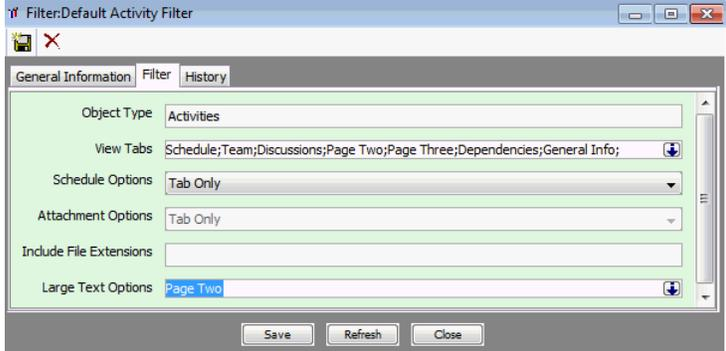 Filter:Default Activity Filter
General Information Filter History
Object Type Activities
View Tabs Schedule;Team;Discussions;Page Two;Page Three;Dependencies;General Info;
Schedule Options Tab Only
Attachment Options Tab Only
Include File Extensions
Large Text Options Page Two
Save Refresh Close